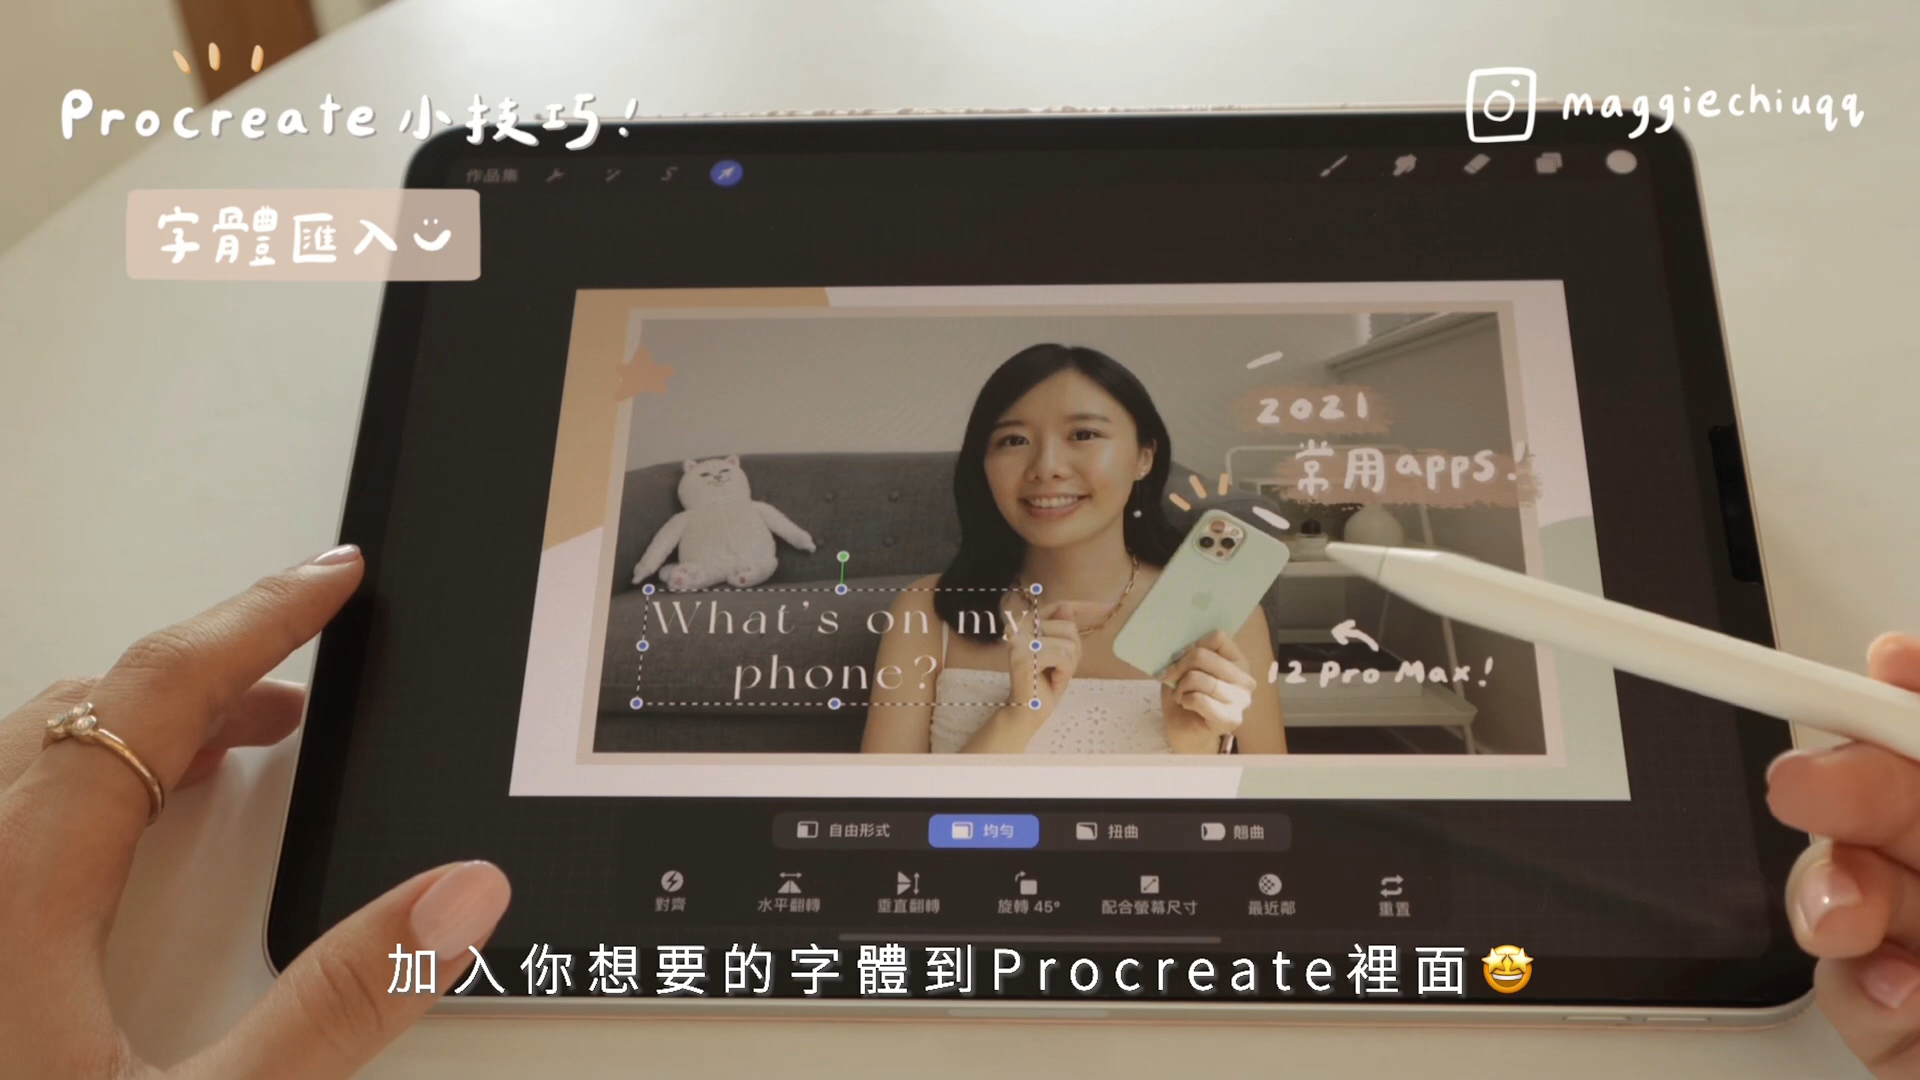 Procreate小技巧!
maggiechiuqq
作品集
字體匯入
2021
常用apps!
What's on my
phone?
12 Pro Max!
自由形式
均勻
扭曲
翹曲
對齊
水平翻轉
垂直翻轉
旋轉 45°
配合螢幕尺寸
最近鄰
重置
加入你想要的字體到Procreate裡面🤩